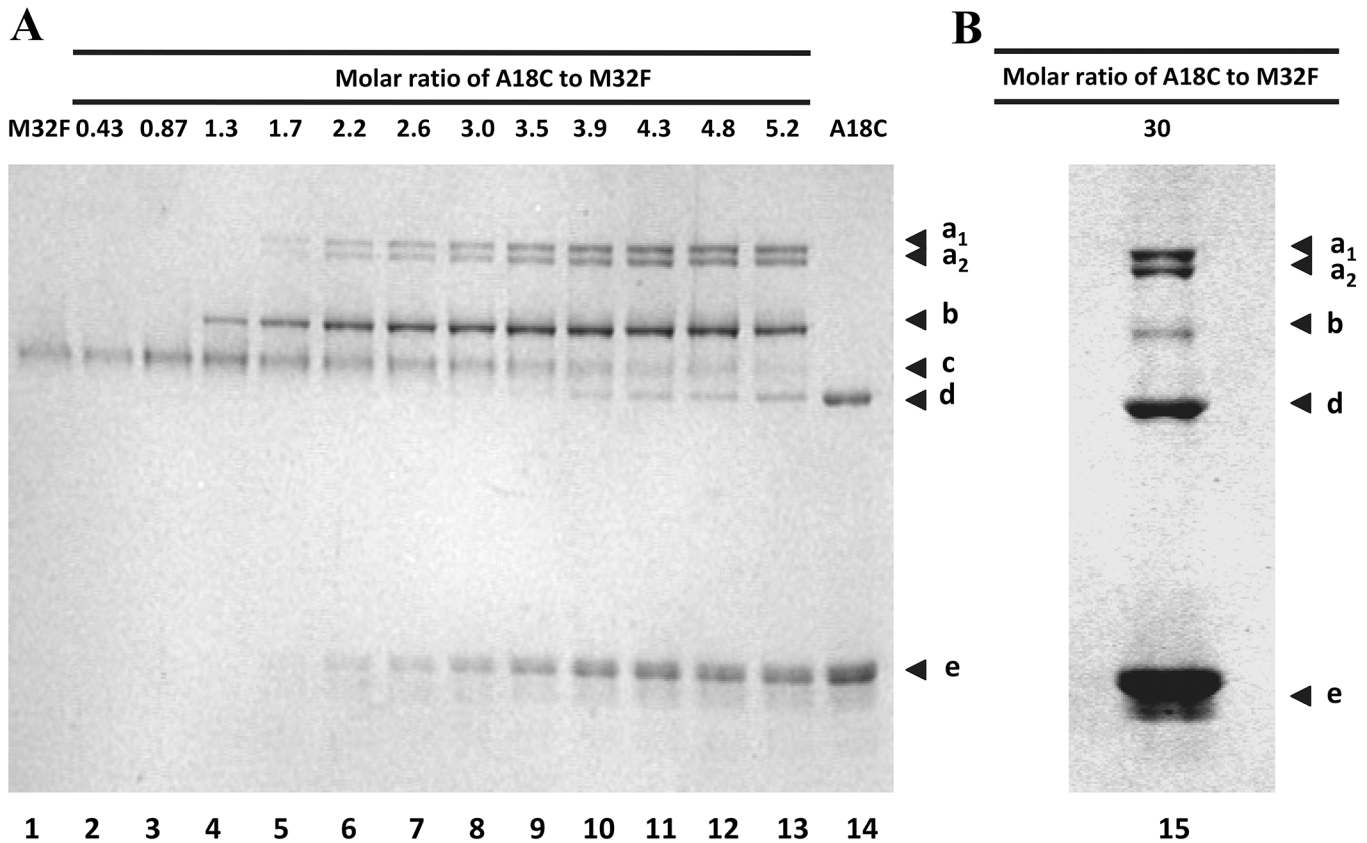 A
Molar ratio of A18C to M32F
M32F 0.43 0.87 1.3 1.7 2.2 2.6 3.0 3.5 3.9 4.3 4.8 5.2 A18C
a1
a2
b
c
d
e
1 2 3 4 5 6 7 8 9 10 11 12 13 14
B
Molar ratio of A18C to M32F
30
a1
a2
b
d
e
15